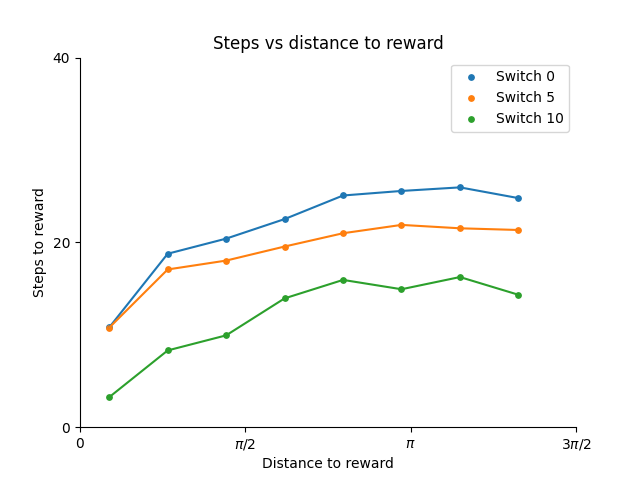 Steps vs distance to reward
Switch 0
Switch 5
Switch 10
Steps to reward
40
20
0
0
π/2
π
3π/2
Distance to reward